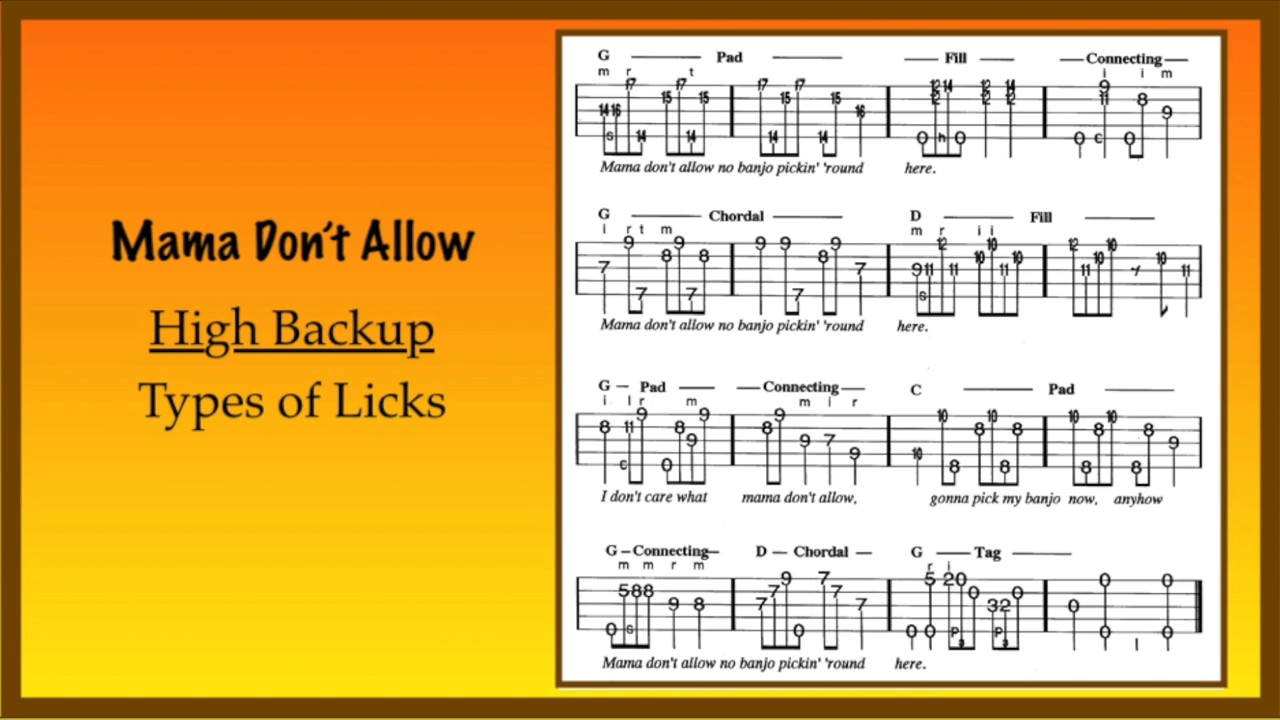 Mama Don't Allow
High Backup
Types of Licks
G Pad Fill Connecting
m r t i i m
Mama don't allow no banjo pickin' 'round here.
G Chordal D Fill
i r t m m r i i
Mama don't allow no banjo pickin' 'round here.
G – Pad Connecting C Pad
i i r m m i r
I don't care what mama don't allow, gonna pick my banjo now, anyhow
G – Connecting – D – Chordal – G Tag
m m r m r i
Mama don't allow no banjo pickin' 'round here.